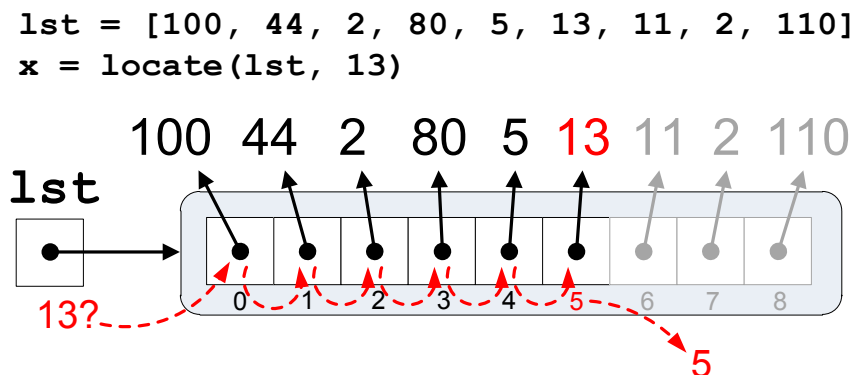 lst = [100, 44, 2, 80, 5, 13, 11, 2, 110]
x = locate(lst, 13)
100 44 2 80 5 13 11 2 110
lst
0 1 2 3 4 5 6 7 8
13?
5